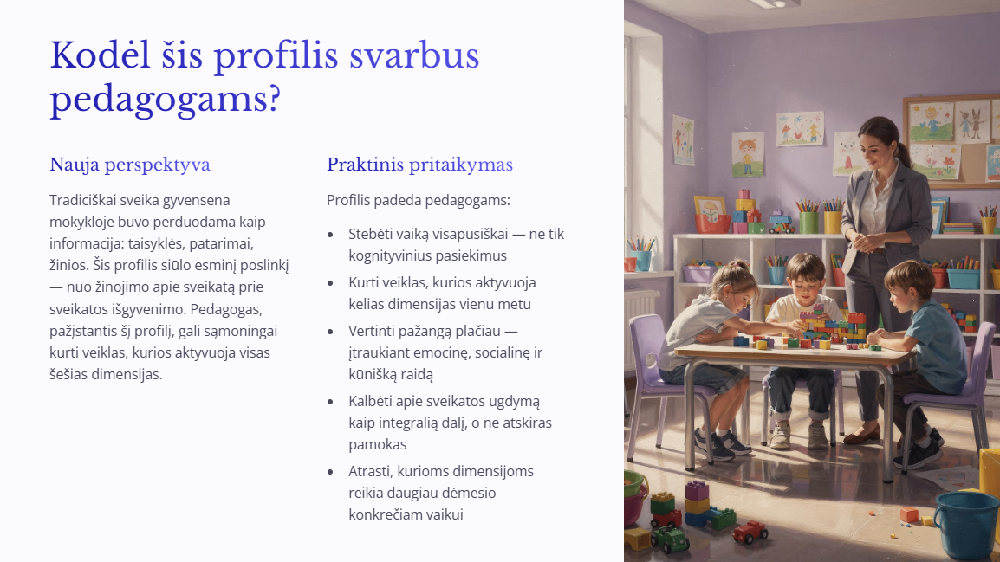 Kodėl šis profilis svarbus
pedagogams?
Nauja perspektyva
Tradiciškai sveika gyvensena
mokykloje buvo perduodama kaip
informacija: taisyklės, patarimai,
žinios. Šis profilis siūlo esminį poslinkį
— nuo žinojimo apie sveikatą prie
sveikatos išgyvenimo. Pedagogas,
pažįstantis šį profilį, gali sąmoningai
kurti veiklas, kurios aktyvuoja visas
šešias dimensijas.
Praktinis pritaikymas
Profilis padeda pedagogams:
• Stebėti vaiką visapusiškai — ne tik
kognityvinius pasiekimus
• Kurti veiklas, kurios aktyvuoja
kelias dimensijas vienu metu
• Vertinti pažangą plačiau —
įtraukiant emocinę, socialinę ir
kūnišką raidą
• Kalbėti apie sveikatos ugdymą
kaip integralią dalį, o ne atskiras
pamokas
• Atrasti, kurioms dimensijoms
reikia daugiau dėmesio
konkrečiam vaikui